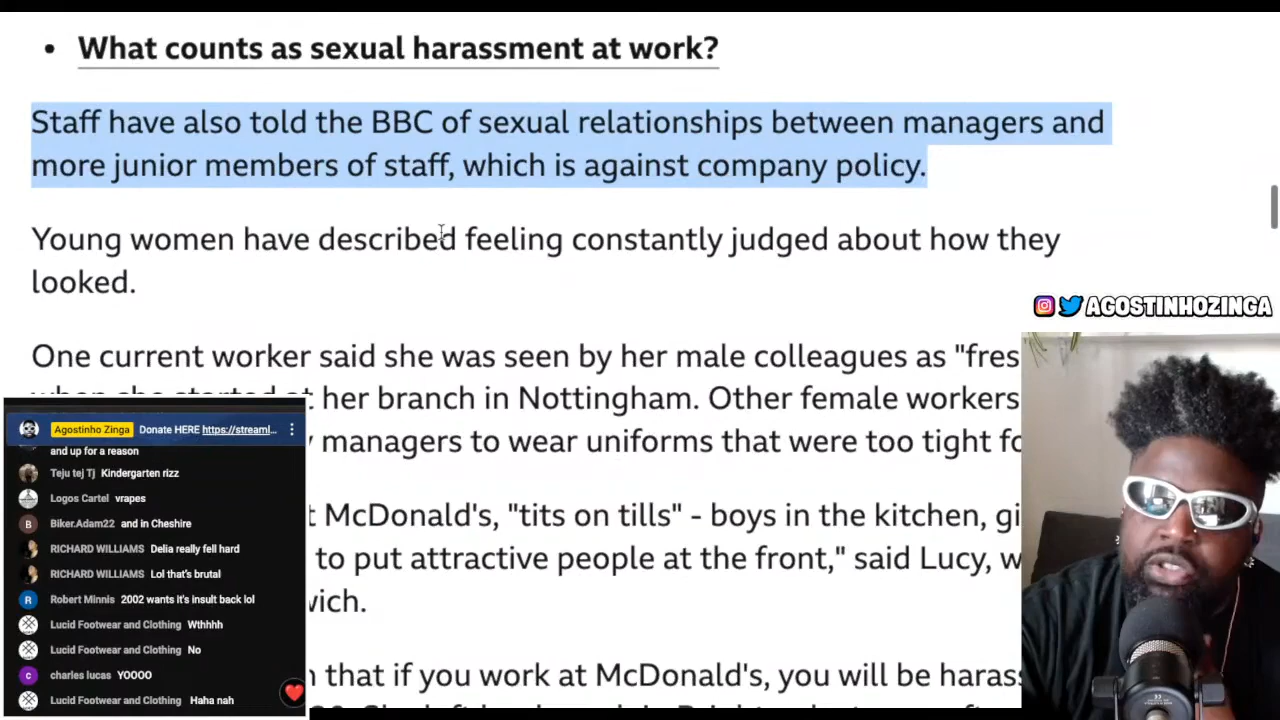 • What counts as sexual harassment at work?
Staff have also told the BBC of sexual relationships between managers and
more junior members of staff, which is against company policy.
Young women have described feeling constantly judged about how they
looked.
One current worker said she was seen by her male colleagues as "fres
when she started at her branch in Nottingham. Other female workers
managers to wear uniforms that were too tight fo
t McDonald's, "tits on tills" - boys in the kitchen, gi
to put attractive people at the front," said Lucy, w
wich.
n that if you work at McDonald's, you will be haras
AGOSTINHOZINGA
Agostinho Zinga Donate HERE https://streaml...
and up for a reason
Teju tej Tj Kindergarten rizz
Logos Cartel vrapes
Biker.Adam22 and in Cheshire
RICHARD WILLIAMS Delia really fell hard
RICHARD WILLIAMS Lol that's brutal
R Robert Minnis 2002 wants it's insult back lol
Lucid Footwear and Clothing Wthhhh
Lucid Footwear and Clothing No
c charles lucas YOOOO
Lucid Footwear and Clothing Haha nah